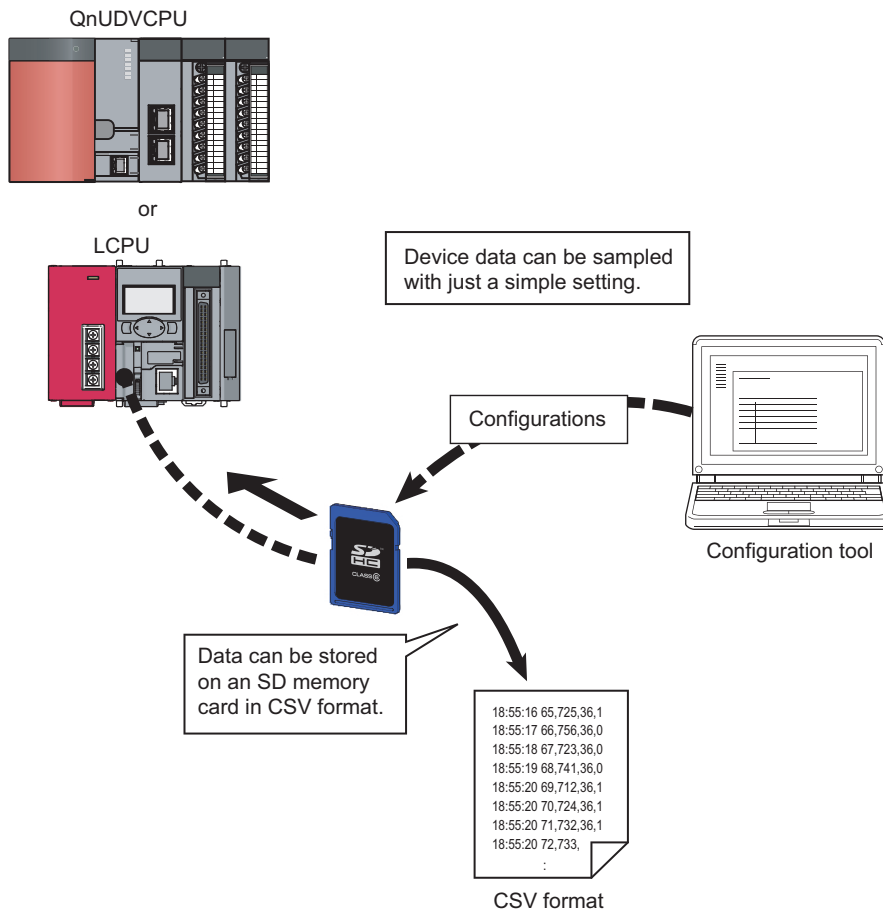 QnUDVCPU
or
LCPU
Device data can be sampled
with just a simple setting.
Configurations
Configuration tool
SD
HC
CLASS⑥
Data can be stored
on an SD memory
card in CSV format.
18:55:16 65,725,36,1
18:55:17 66,756,36,0
18:55:18 67,723,36,0
18:55:19 68,741,36,0
18:55:20 69,712,36,1
18:55:20 70,724,36,1
18:55:20 71,732,36,1
18:55:20 72,733,
:
CSV format